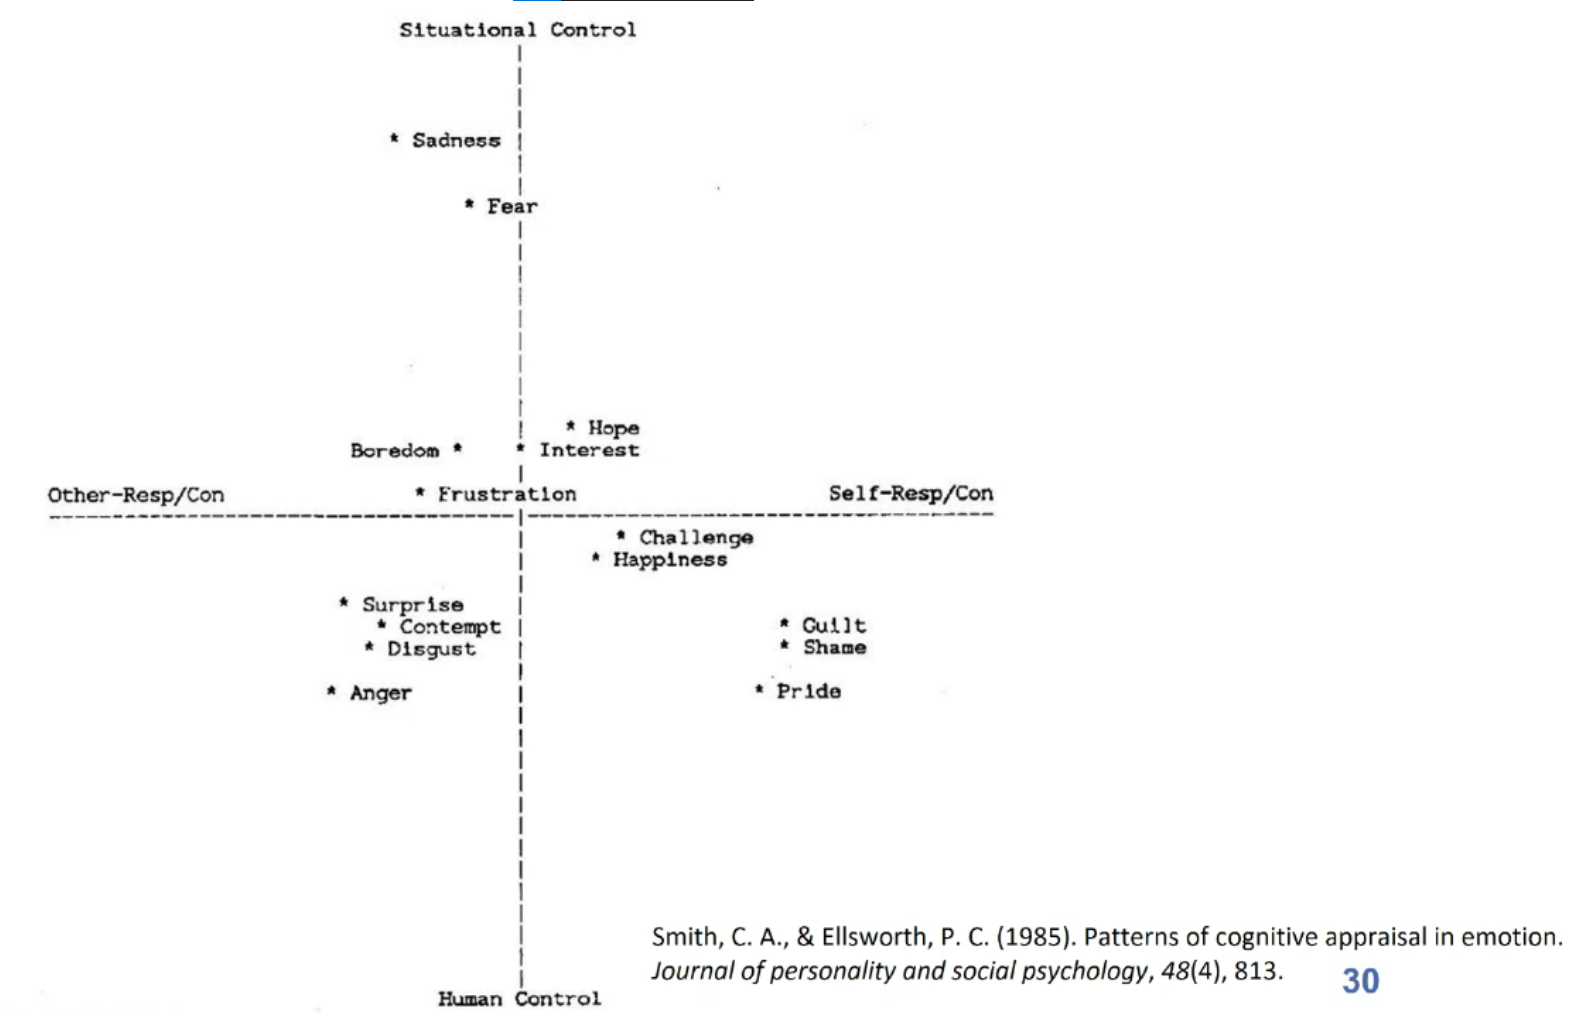 Situational Control
* Sadness
* Fear
* Hope
Boredom * * Interest
Other-Resp/Con * Frustration Self-Resp/Con
* Challenge
* Happiness
* Surprise
* Contempt * Guilt
* Disgust * Shame
* Anger * Pride
Smith, C. A., & Ellsworth, P. C. (1985). Patterns of cognitive appraisal in emotion.
Journal of personality and social psychology, 48(4), 813. 30
Human Control